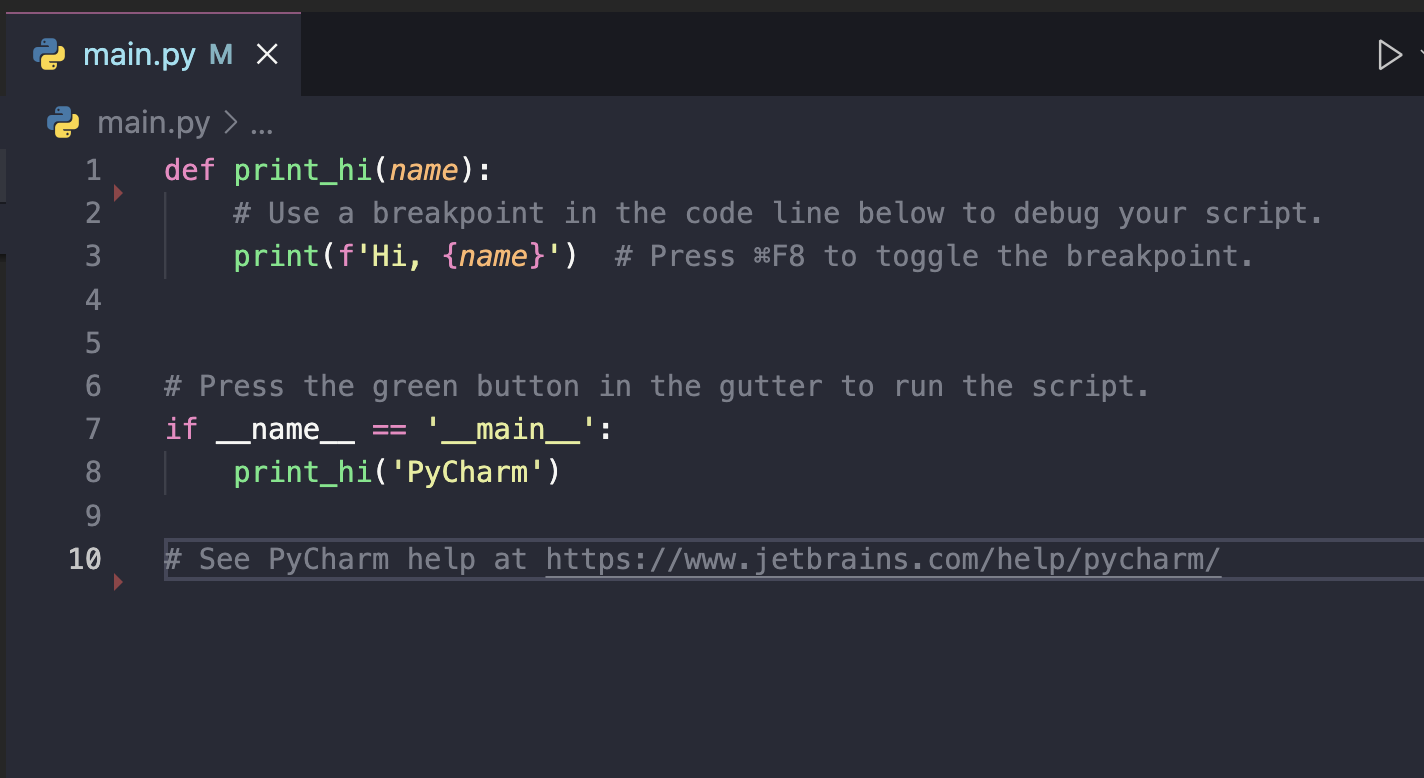 main.py M
main.py > ...
1 def print_hi(name):
2     # Use a breakpoint in the code line below to debug your script.
3     print(f'Hi, {name}')  # Press ⌘F8 to toggle the breakpoint.
4
5
6 # Press the green button in the gutter to run the script.
7 if __name__ == '__main__':
8     print_hi('PyCharm')
9
10 # See PyCharm help at https://www.jetbrains.com/help/pycharm/